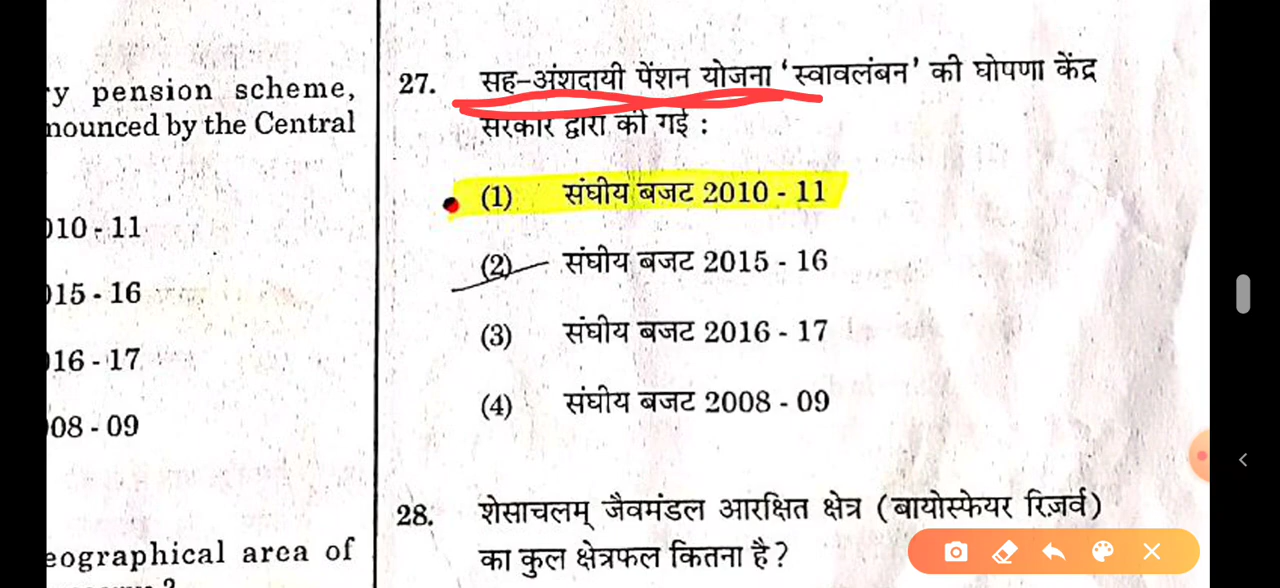 y pension scheme,
nounced by the Central
010 - 11
015 - 16
016 - 17
008 - 09
eographical area of
27. सह-अंशदायी पेंशन योजना ‘स्वावलंबन’ की घोषणा केंद्र
सरकार द्वारा की गई :
(1) संघीय बजट 2010 - 11
(2) संघीय बजट 2015 - 16
(3) संघीय बजट 2016 - 17
(4) संघीय बजट 2008 - 09
28. शेसाचलम् जैवमंडल आरक्षित क्षेत्र (बायोस्फेयर रिज़र्व)
का कुल क्षेत्रफल कितना है ?